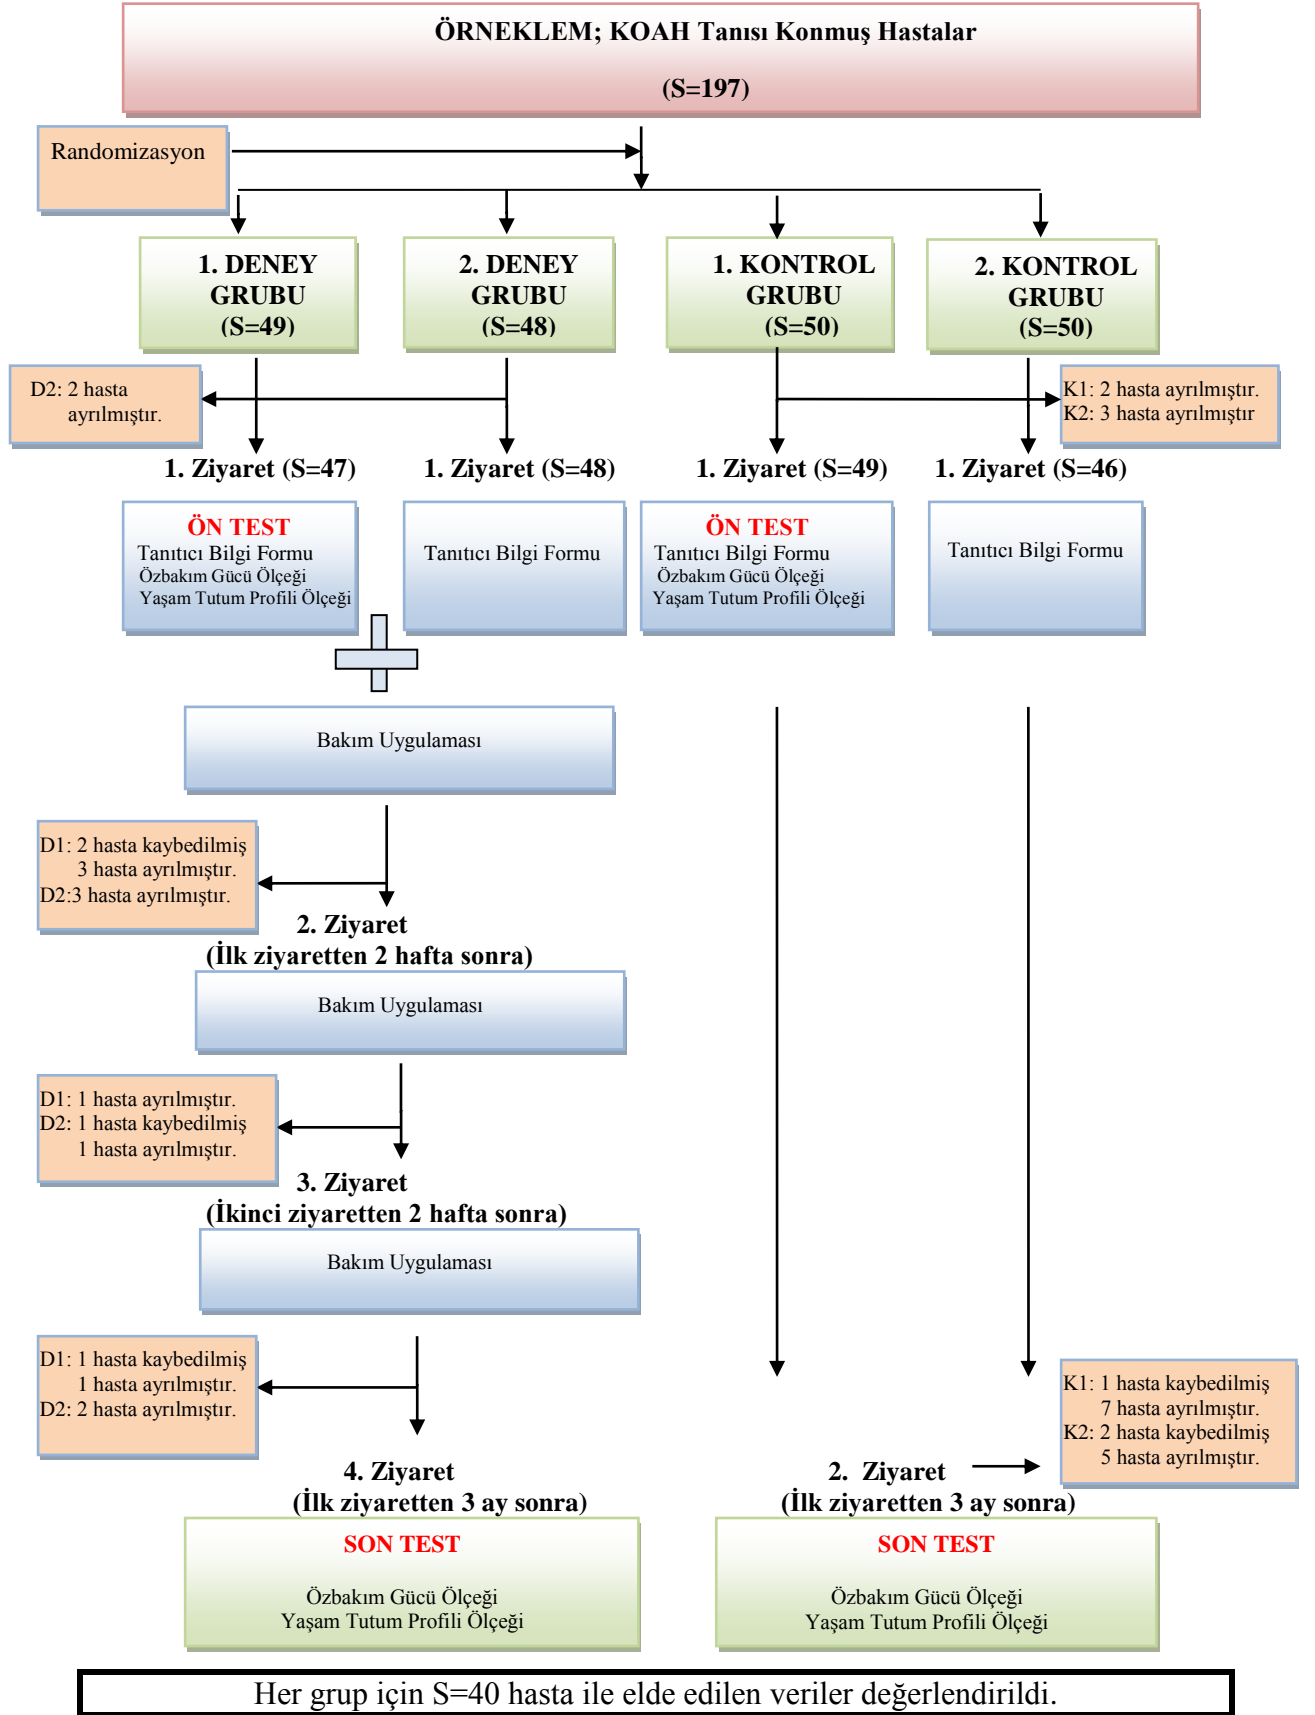 ÖRNEKLEM; KOAH Tanısı Konmuş Hastalar
(S=197)
Randomizasyon
1. DENEY
GRUBU
(S=49)
2. DENEY
GRUBU
(S=48)
1. KONTROL
GRUBU
(S=50)
2. KONTROL
GRUBU
(S=50)
D2: 2 hasta
ayrılmıştır.
K1: 2 hasta ayrılmıştır.
K2: 3 hasta ayrılmıştır
1. Ziyaret (S=47)
1. Ziyaret (S=48)
1. Ziyaret (S=49)
1. Ziyaret (S=46)
ÖN TEST
Tanıtıcı Bilgi Formu
Özbakım Gücü Ölçeği
Yaşam Tutum Profili Ölçeği
Tanıtıcı Bilgi Formu
ÖN TEST
Tanıtıcı Bilgi Formu
Özbakım Gücü Ölçeği
Yaşam Tutum Profili Ölçeği
Tanıtıcı Bilgi Formu
Bakım Uygulaması
D1: 2 hasta kaybedilmiş
3 hasta ayrılmıştır.
D2:3 hasta ayrılmıştır.
2. Ziyaret
(İlk ziyaretten 2 hafta sonra)
Bakım Uygulaması
D1: 1 hasta ayrılmıştır.
D2: 1 hasta kaybedilmiş
1 hasta ayrılmıştır.
3. Ziyaret
(İkinci ziyaretten 2 hafta sonra)
Bakım Uygulaması
D1: 1 hasta kaybedilmiş
1 hasta ayrılmıştır.
D2: 2 hasta ayrılmıştır.
K1: 1 hasta kaybedilmiş
7 hasta ayrılmıştır.
K2: 2 hasta kaybedilmiş
5 hasta ayrılmıştır.
4. Ziyaret
(İlk ziyaretten 3 ay sonra)
2. Ziyaret
(İlk ziyaretten 3 ay sonra)
SON TEST
Özbakım Gücü Ölçeği
Yaşam Tutum Profili Ölçeği
SON TEST
Özbakım Gücü Ölçeği
Yaşam Tutum Profili Ölçeği
Her grup için S=40 hasta ile elde edilen veriler değerlendirildi.